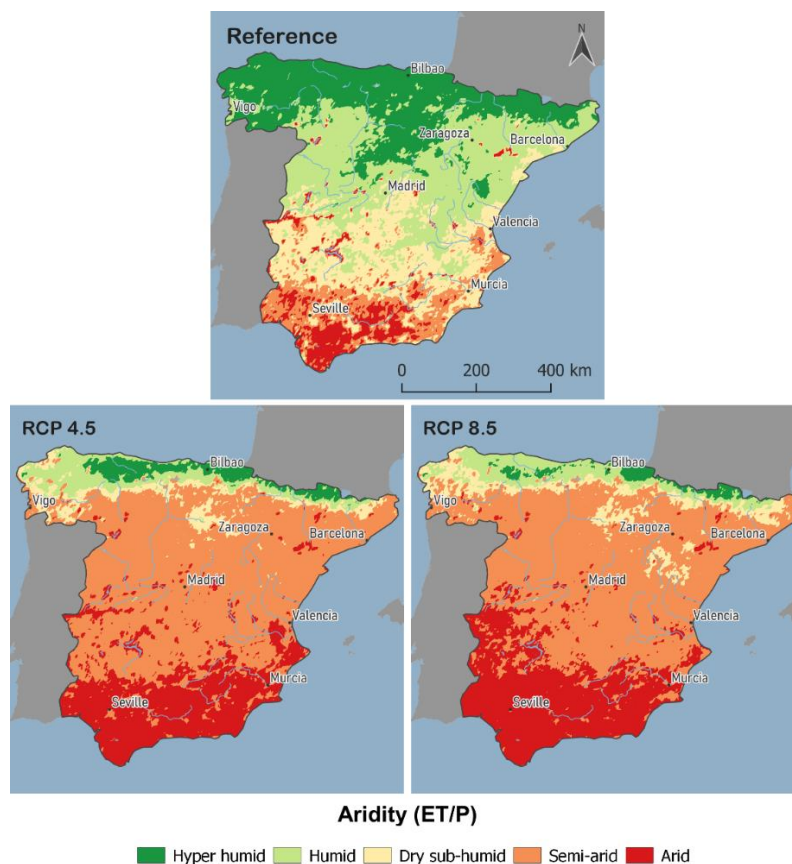 Reference
N
Bilbao
Vigo
Zaragoza
Barcelona
Madrid
Valencia
Murcia
Seville
0 200 400 km
RCP 4.5
Bilbao
Vigo
Zaragoza
Barcelona
Madrid
Valencia
Murcia
Seville
RCP 8.5
Bilbao
Vigo
Zaragoza
Barcelona
Madrid
Valencia
Murcia
Seville
Aridity (ET/P)
Hyper humid Humid Dry sub-humid Semi-arid Arid